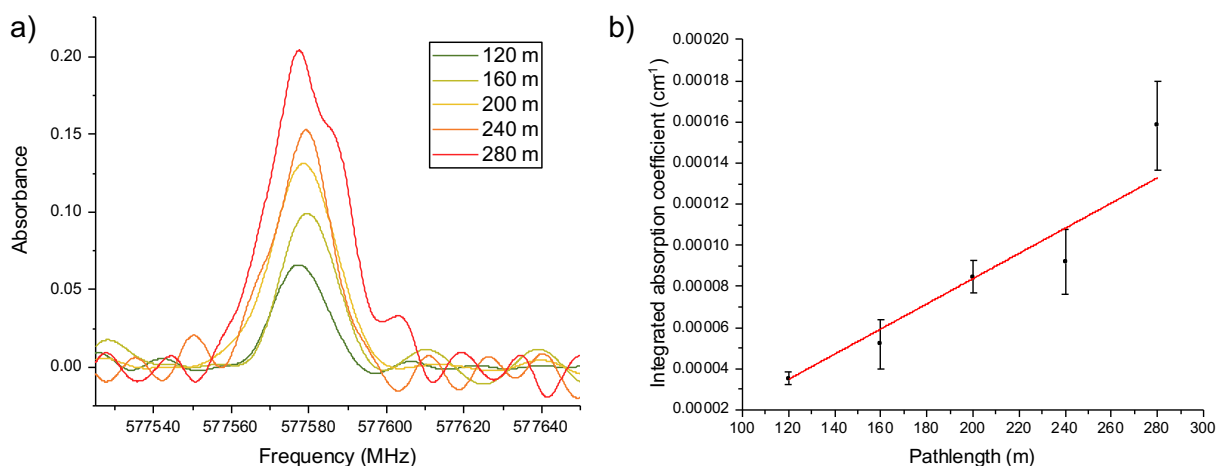 a)
Absorbance
0.20
0.15
0.10
0.05
0.00
120 m
160 m
200 m
240 m
280 m
577540 577560 577580 577600 577620 577640
Frequency (MHz)
b)
Integrated absorption coefficient (cm⁻¹)
0.00020
0.00018
0.00016
0.00014
0.00012
0.00010
0.00008
0.00006
0.00004
0.00002
100 120 140 160 180 200 220 240 260 280 300
Pathlength (m)